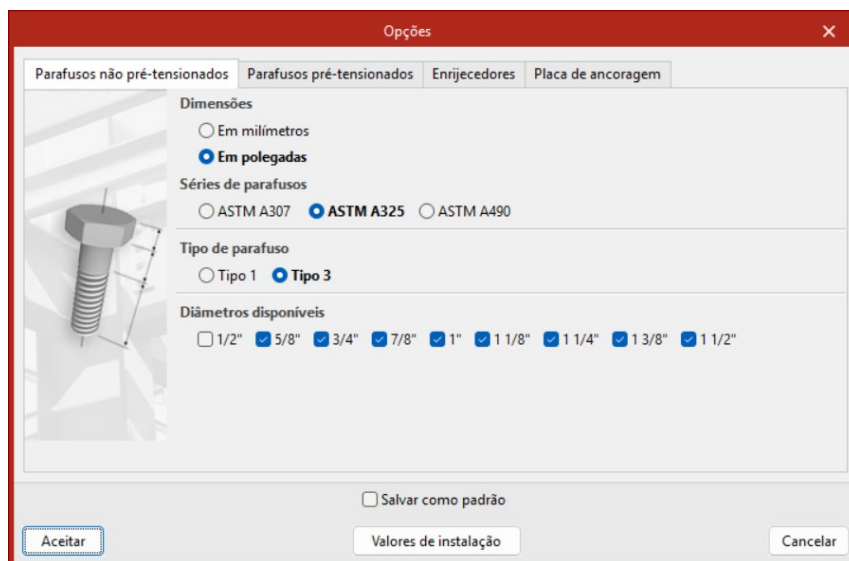 Opções
Parafusos não pré-tensionados Parafusos pré-tensionados Enrijecedores Placa de ancoragem
Dimensões
Em milímetros
Em polegadas
Séries de parafusos
ASTM A307 ASTM A325 ASTM A490
Tipo de parafuso
Tipo 1 Tipo 3
Diâmetros disponíveis
1/2" 5/8" 3/4" 7/8" 1" 1 1/8" 1 1/4" 1 3/8" 1 1/2"
Salvar como padrão
Aceitar Valores de instalação Cancelar